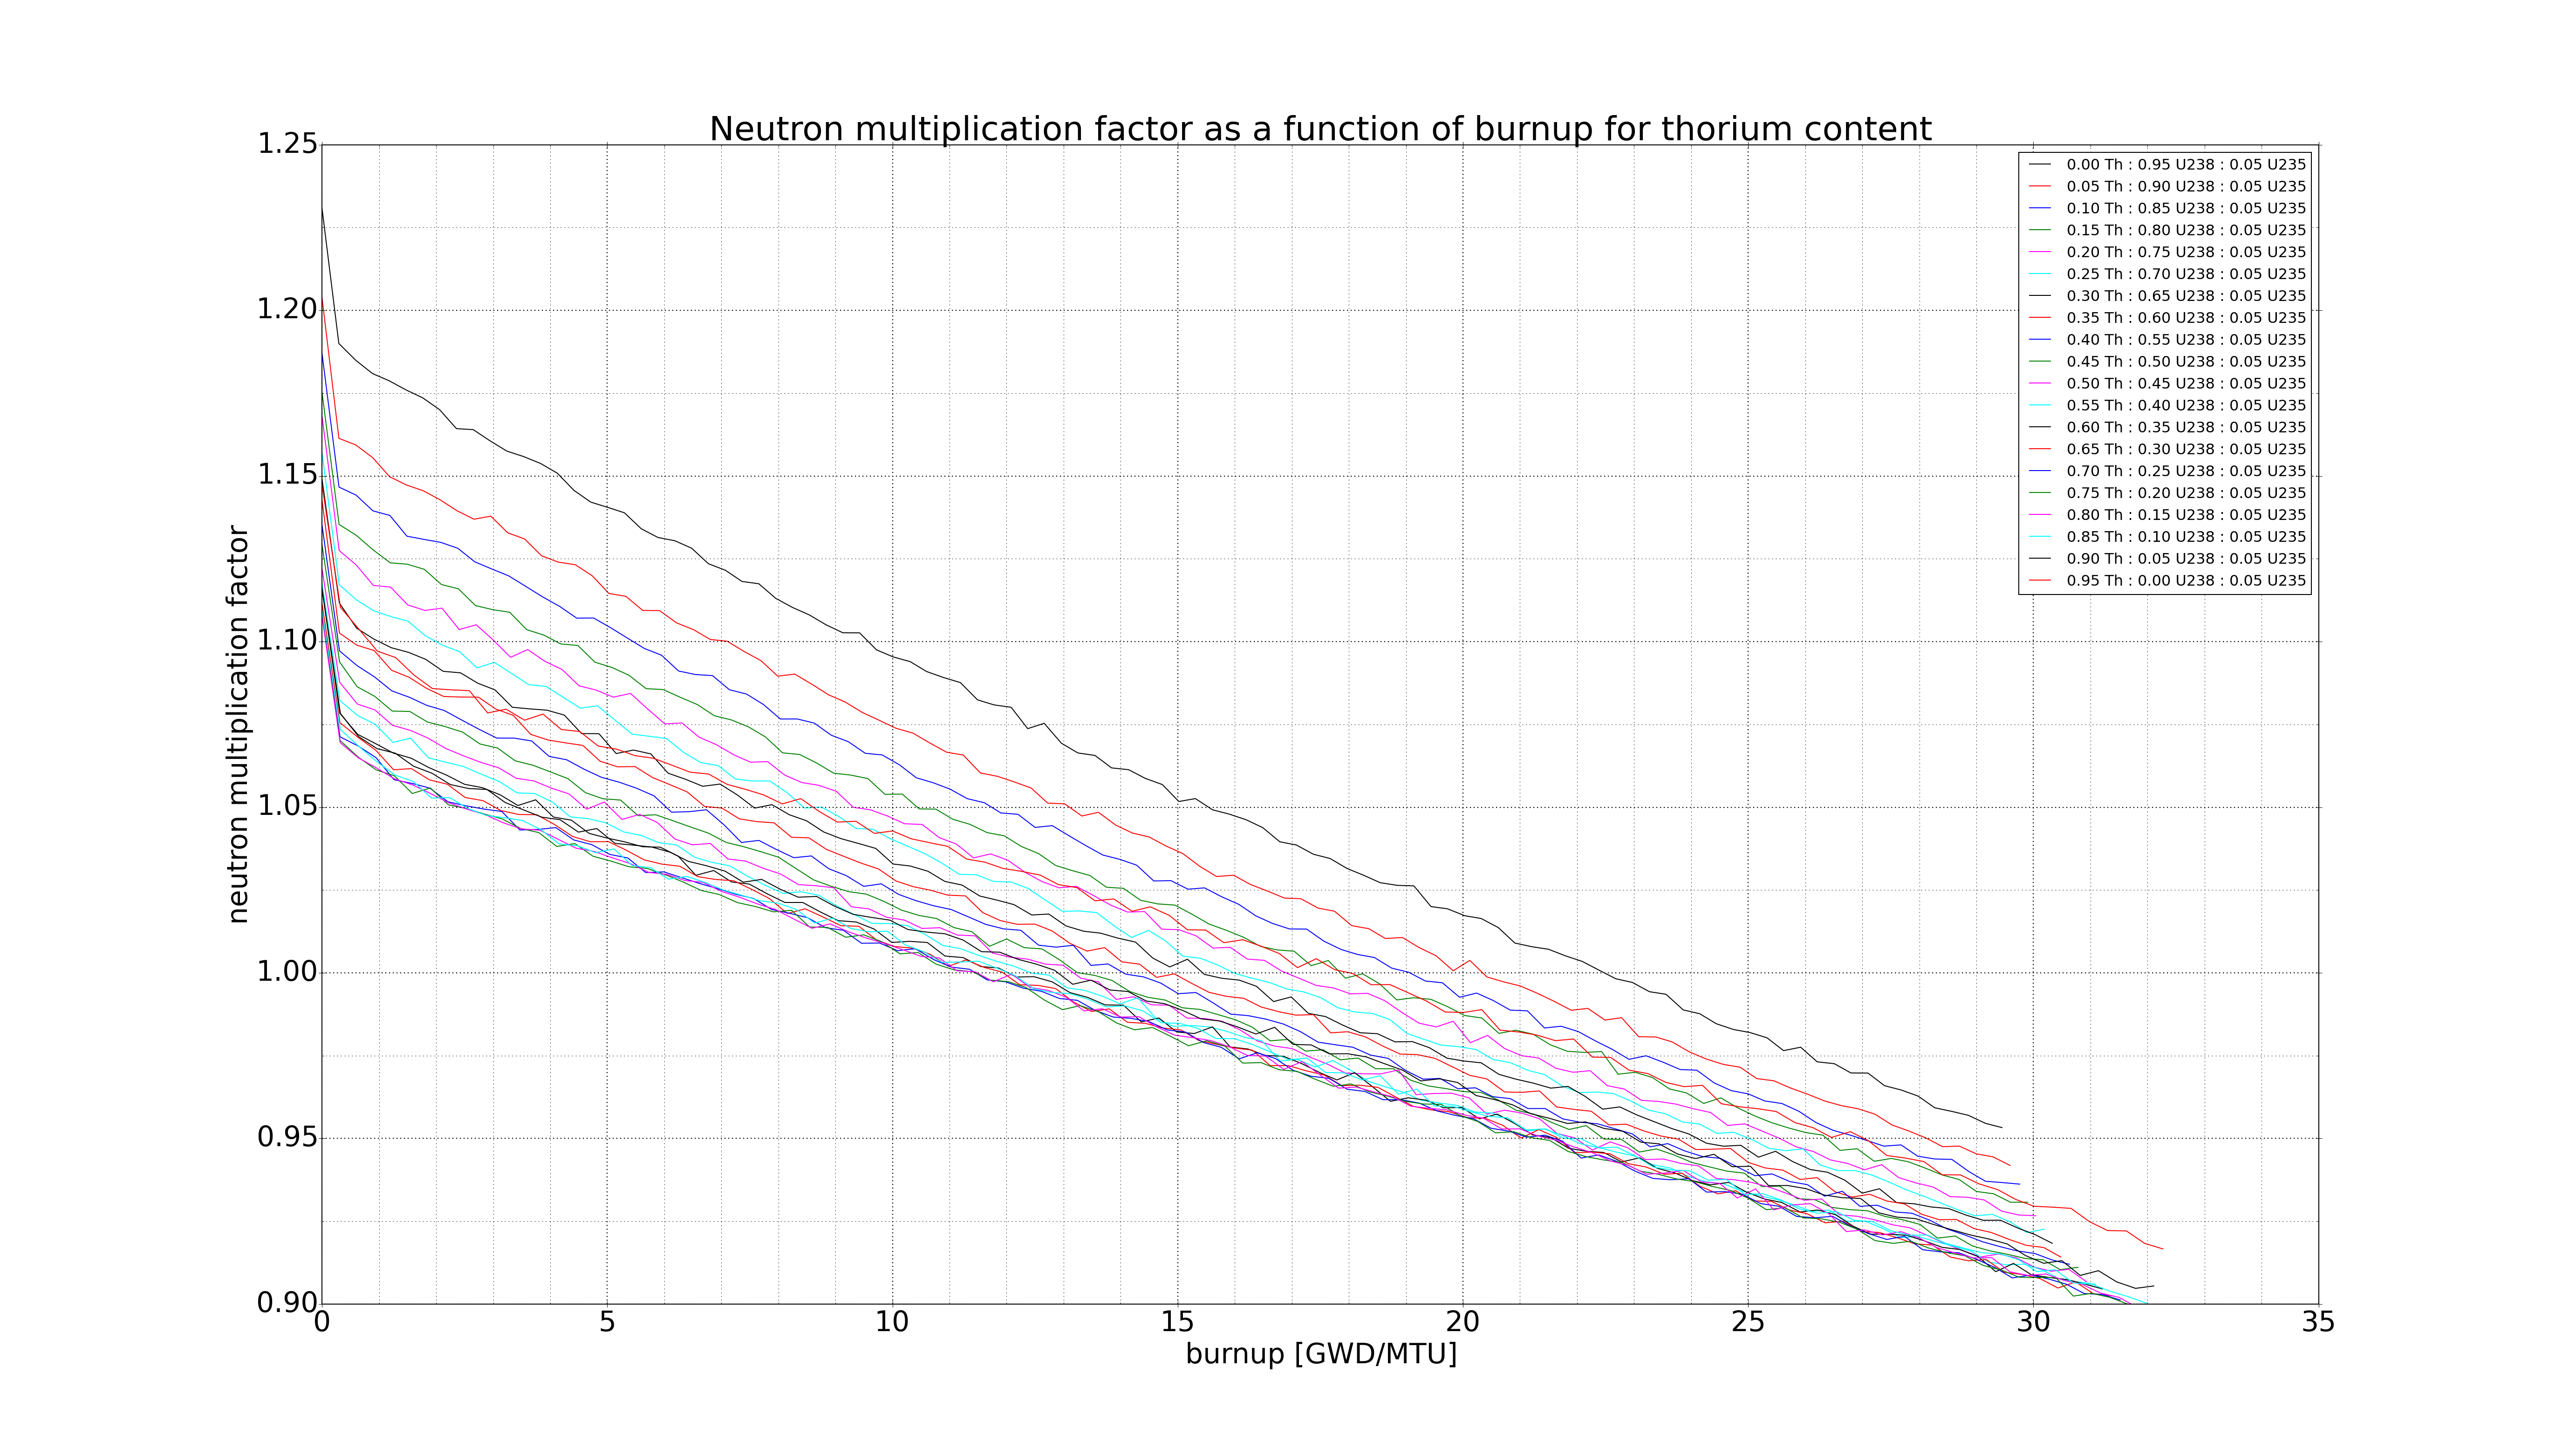 Neutron multiplication factor as a function of burnup for thorium content
1.25
1.20
1.15
1.10
1.05
1.00
0.95
0.90
neutron multiplication factor
0.00 Th : 0.95 U238 : 0.05 U235
0.05 Th : 0.90 U238 : 0.05 U235
0.10 Th : 0.85 U238 : 0.05 U235
0.15 Th : 0.80 U238 : 0.05 U235
0.20 Th : 0.75 U238 : 0.05 U235
0.25 Th : 0.70 U238 : 0.05 U235
0.30 Th : 0.65 U238 : 0.05 U235
0.35 Th : 0.60 U238 : 0.05 U235
0.40 Th : 0.55 U238 : 0.05 U235
0.45 Th : 0.50 U238 : 0.05 U235
0.50 Th : 0.45 U238 : 0.05 U235
0.55 Th : 0.40 U238 : 0.05 U235
0.60 Th : 0.35 U238 : 0.05 U235
0.65 Th : 0.30 U238 : 0.05 U235
0.70 Th : 0.25 U238 : 0.05 U235
0.75 Th : 0.20 U238 : 0.05 U235
0.80 Th : 0.15 U238 : 0.05 U235
0.85 Th : 0.10 U238 : 0.05 U235
0.90 Th : 0.05 U238 : 0.05 U235
0.95 Th : 0.00 U238 : 0.05 U235
0 5 10 15 20 25 30 35
burnup [GWD/MTU]